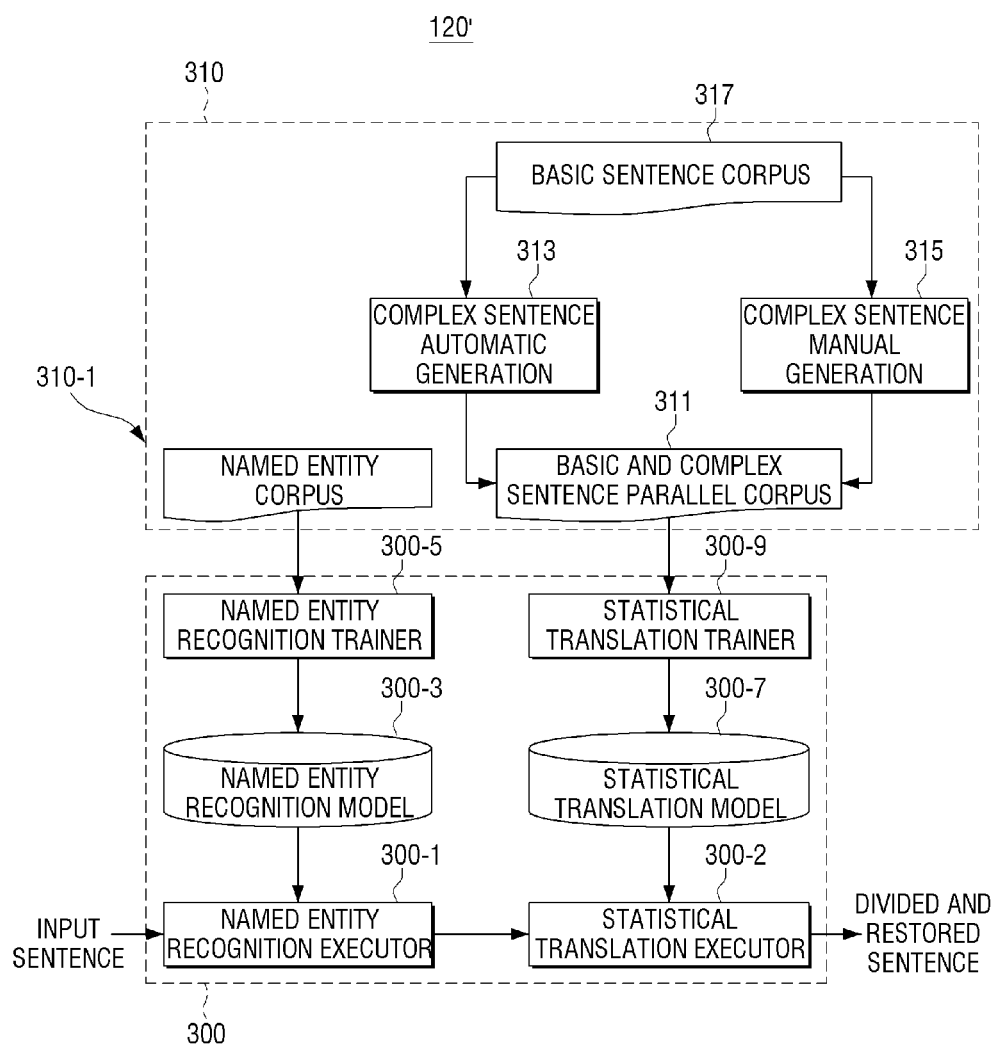 120'
310
317
BASIC SENTENCE CORPUS
313
315
COMPLEX SENTENCE
AUTOMATIC
GENERATION
COMPLEX SENTENCE
MANUAL
GENERATION
310-1
311
NAMED ENTITY
CORPUS
BASIC AND COMPLEX
SENTENCE PARALLEL CORPUS
300-5
300-9
NAMED ENTITY
RECOGNITION TRAINER
STATISTICAL
TRANSLATION TRAINER
300-3
300-7
NAMED ENTITY
RECOGNITION MODEL
STATISTICAL
TRANSLATION MODEL
300-1
300-2
INPUT
SENTENCE
NAMED ENTITY
RECOGNITION EXECUTOR
STATISTICAL
TRANSLATION EXECUTOR
DIVIDED AND
RESTORED
SENTENCE
300